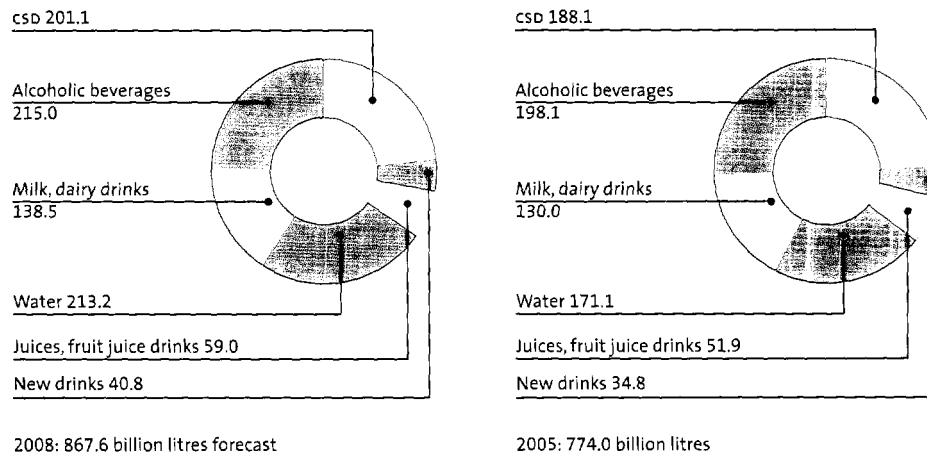 CSD 201.1
Alcoholic beverages
215.0
Milk, dairy drinks
138.5
Water 213.2
Juices, fruit juice drinks 59.0
New drinks 40.8
2008: 867.6 billion litres forecast
CSD 188.1
Alcoholic beverages
198.1
Milk, dairy drinks
130.0
Water 171.1
Juices, fruit juice drinks 51.9
New drinks 34.8
2005: 774.0 billion litres